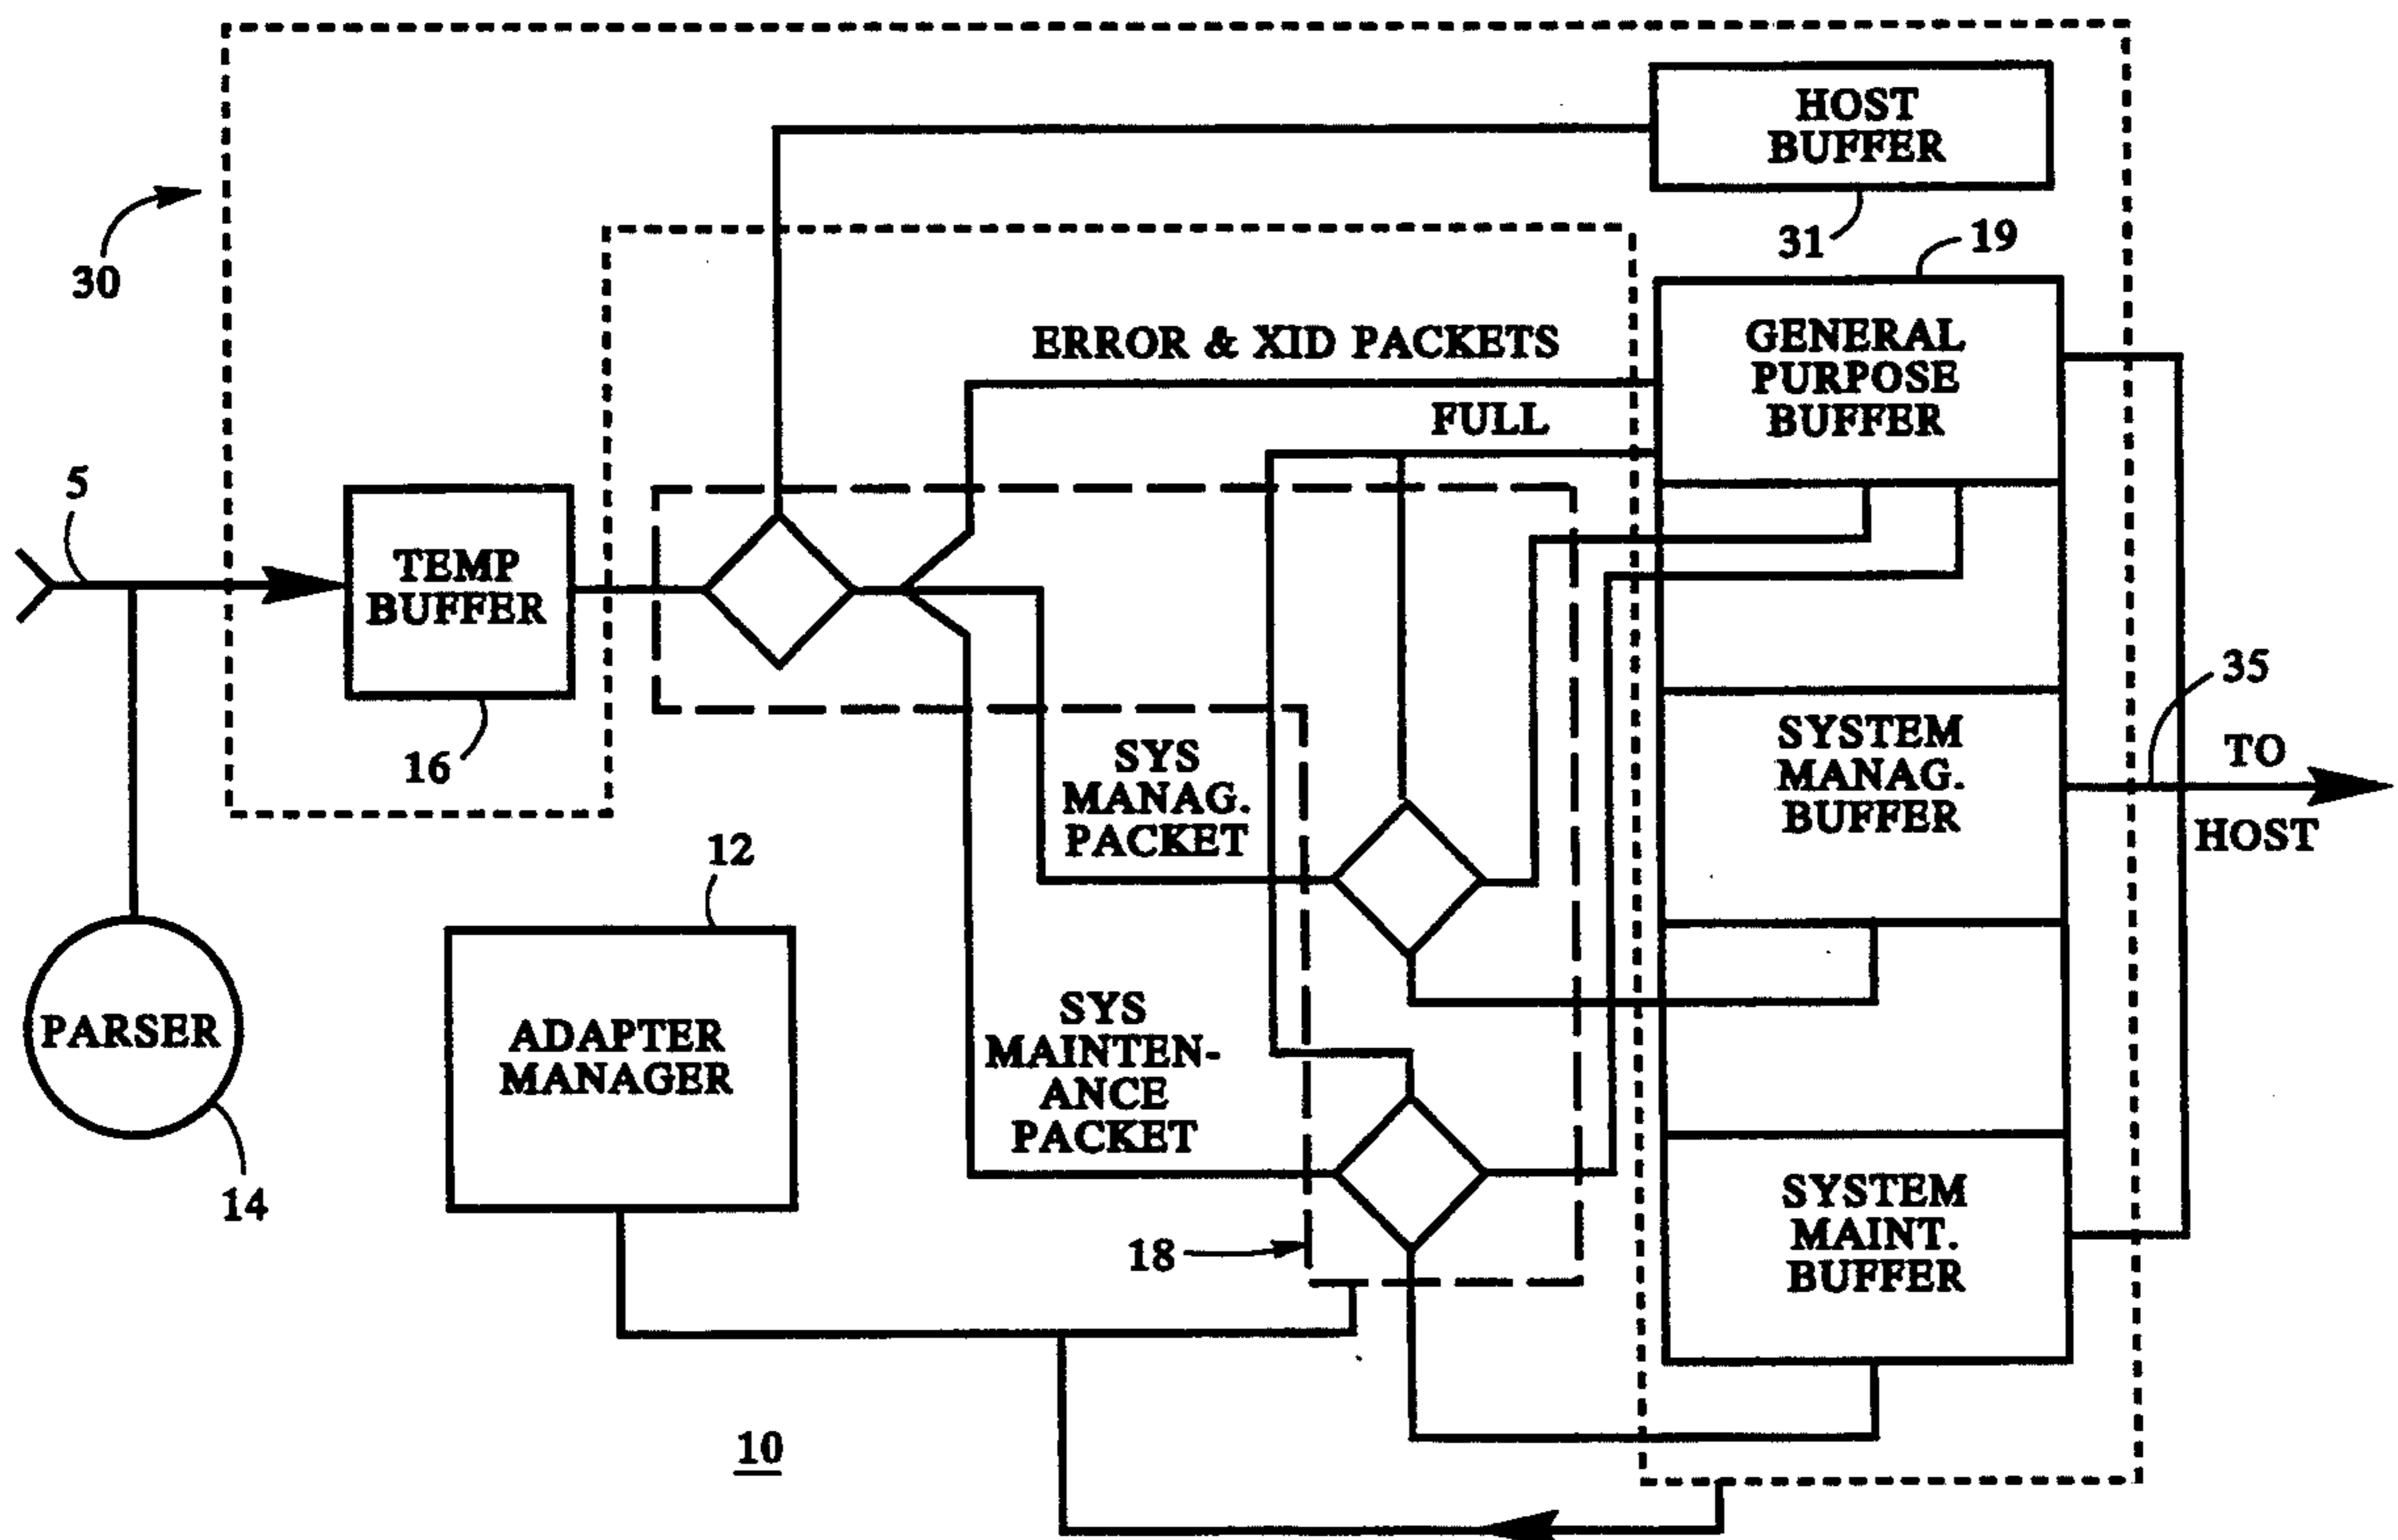 HOST
BUFFER
31
19
30
ERROR & XID PACKETS
GENERAL
PURPOSE
BUFFER
FULL
5
TEMP
BUFFER
16
35
SYS
MANAG.
PACKET
SYSTEM
MANAG.
BUFFER
TO
HOST
12
PARSER
14
ADAPTER
MANAGER
SYS
MAINTEN-
ANCE
PACKET
18
SYSTEM
MAINT.
BUFFER
10